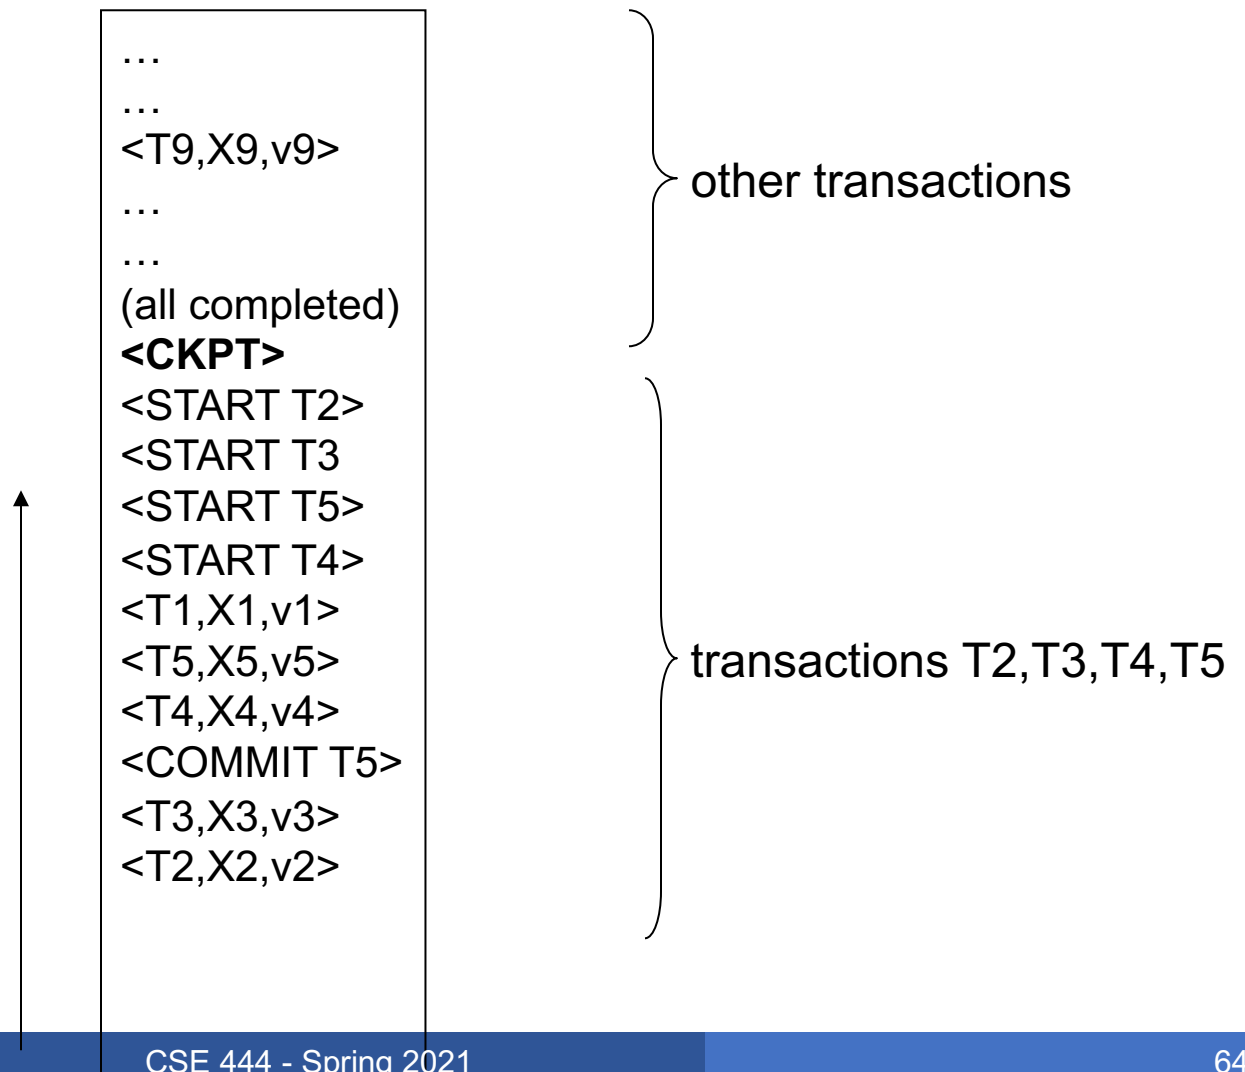 …
…
<T9,X9,v9>
…
…
(all completed)
<CKPT>
<START T2>
<START T3
<START T5>
<START T4>
<T1,X1,v1>
<T5,X5,v5>
<T4,X4,v4>
<COMMIT T5>
<T3,X3,v3>
<T2,X2,v2>
other transactions
transactions T2,T3,T4,T5
CSE 444 - Spring 2021
64